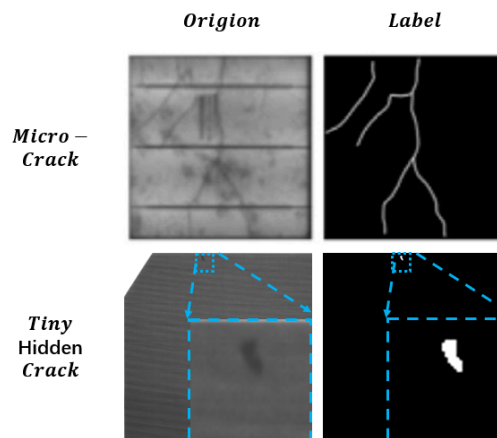 Origion Label
Micro –
Crack
Tiny
Hidden
Crack